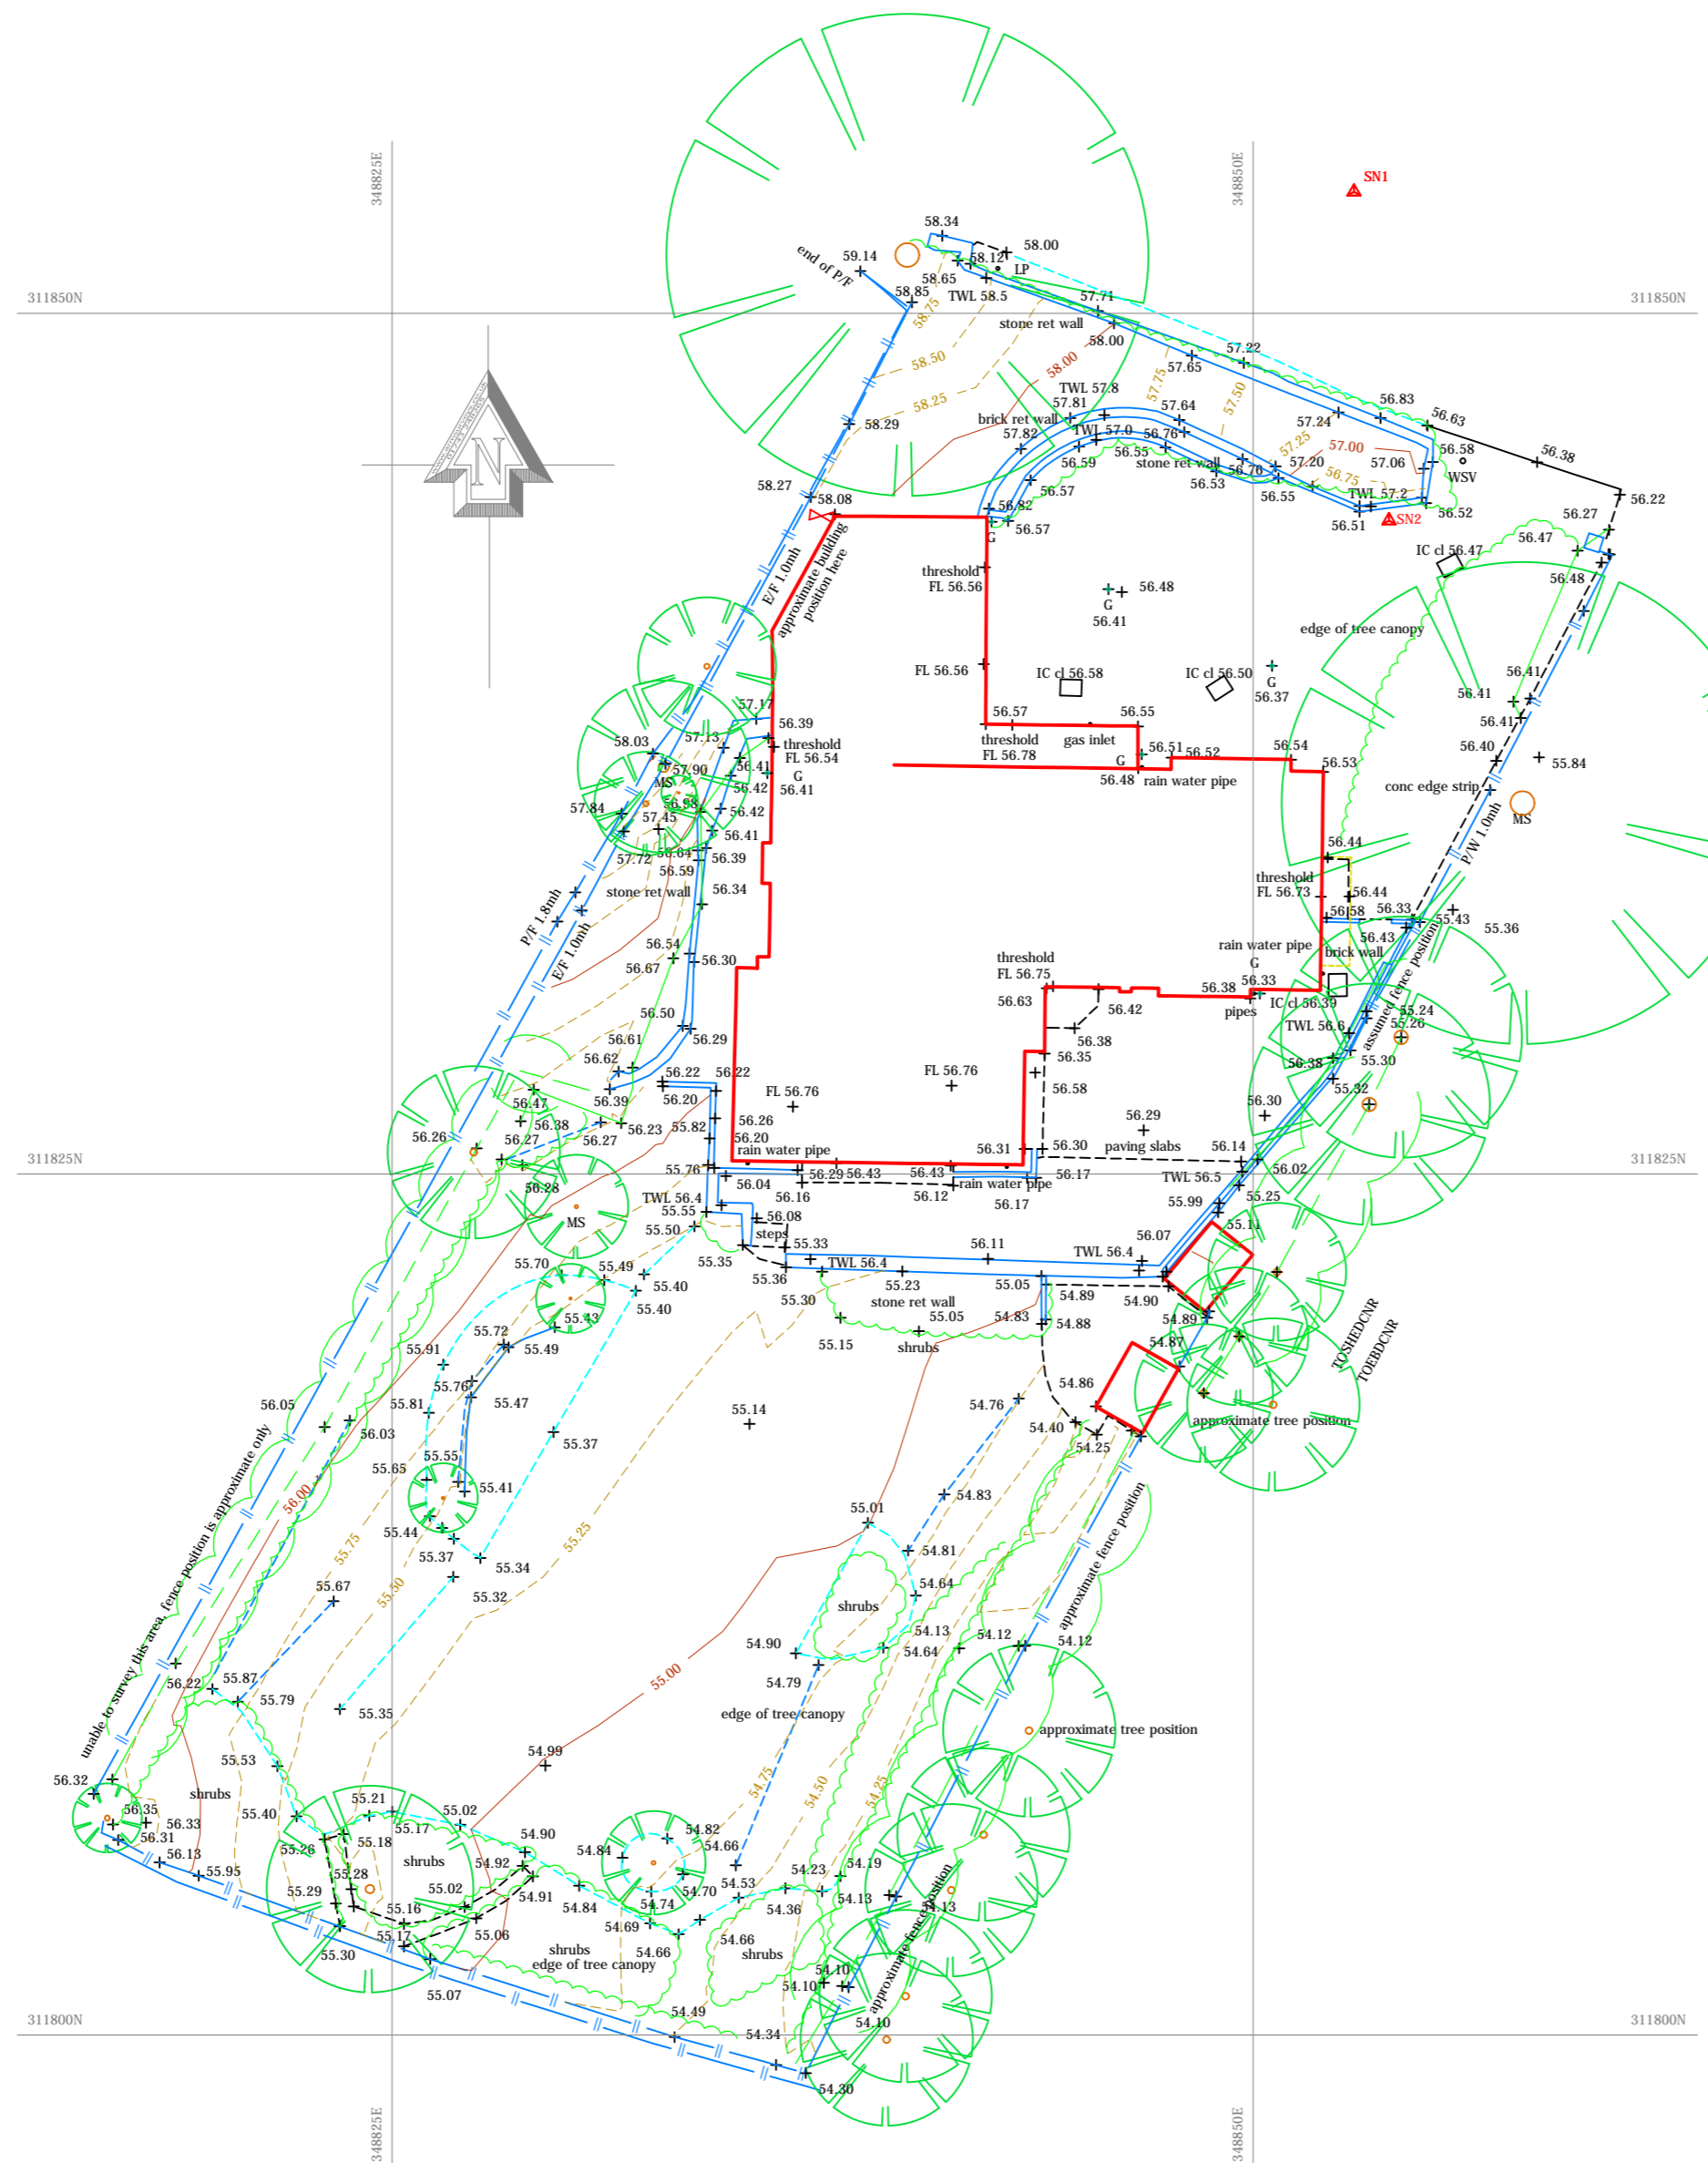 348825E
348850E
SN1
58.34
58.00
59.14
58.12
LP
end of P/F
58.65
TWL 58.5
58.85
58.75
57.71
311850N
311850N
stone ret wall
58.00
57.22
58.50
58.00
57.65
57.75
TWL 57.8
57.50
58.25
57.81
57.64
56.83
brick ret wall
57.24
56.63
58.29
TWL 57.0
56.76
57.25
57.00
57.82
56.59
56.55
56.58
56.38
stone ret wall
56.76
57.20
57.06
WSV
56.53
56.75
56.57
56.55
TWL 57.2
58.27
58.08
56.82
56.51
56.52
56.22
SN2
56.27
56.57
56.47
G
E/F 1.0mh
approximate building
position here
IC cl 56.47
threshold
FL 56.56
56.48
56.48
G
56.41
edge of tree canopy
FL 56.56
IC cl 56.58
IC cl 56.50
G
56.37
56.41
56.41
56.41
57.17
56.39
56.57
56.55
57.13
threshold
FL 56.54
threshold
FL 56.78
gas inlet
56.51
56.52
56.54
56.40
58.03
G
G
56.53
55.84
57.90
56.41
56.41
56.48
rain water pipe
MS
56.42
conc edge strip
56.98
57.84
56.42
MS
57.45
56.41
P/W 1.0mh
57.72
56.64
56.39
56.44
56.59
threshold
FL 56.73
stone ret wall
56.34
56.44
P/F 1.8mh
56.58
56.33
55.43
55.36
E/F 1.0mh
56.54
56.30
rain water pipe
56.43
brick wall
56.67
threshold
FL 56.75
G
56.33
56.38
IC cl 56.39
56.63
pipes
56.42
assumed fence position
55.24
56.50
55.26
56.29
TWL 56.6
56.38
56.61
56.35
55.30
56.62
56.38
56.22
56.22
FL 56.76
55.32
56.20
56.58
56.47
56.39
FL 56.76
56.38
56.30
56.26
56.23
56.29
56.26
55.82
56.27
56.27
56.20
rain water pipe
56.31
56.30
paving slabs
56.14
311825N
311825N
55.76
56.29
56.43
56.43
56.02
56.28
56.04
rain water pipe
56.17
TWL 56.5
56.16
56.12
56.17
55.25
TWL 56.4
55.99
MS
55.55
56.08
55.11
55.50
steps
56.07
55.33
56.11
TWL 56.4
55.35
55.70
55.49
55.36
TWL 56.4
55.40
55.23
55.05
54.89
54.90
55.40
55.30
stone ret wall
55.43
55.05
54.83
54.88
54.89
55.72
55.15
54.87
55.91
55.49
shrubs
TOSHEDCNR
TOEBDCNR
55.76
54.86
56.05
55.81
55.47
54.76
55.14
54.40
approximate tree position
56.03
55.37
54.25
55.65
55.55
55.41
54.83
56.00
55.01
55.44
approximate fence position
55.75
55.37
55.34
55.25
54.81
unable to survey this area, fence position is approximate only
55.67
55.50
55.32
54.64
shrubs
54.13
54.12
54.12
54.90
54.64
56.22
55.87
55.00
54.79
55.79
55.35
edge of tree canopy
approximate tree position
55.53
54.99
56.32
54.75
54.50
54.25
shrubs
55.40
55.21
55.02
56.35
56.33
55.17
54.82
56.31
55.26
55.18
54.90
54.84
54.66
56.13
shrubs
54.92
54.23
54.19
55.28
55.95
54.91
54.53
54.70
55.29
55.02
54.13
54.84
54.74
54.36
54.13
55.16
54.69
55.17
55.06
54.66
54.66
55.30
shrubs
shrubs
edge of tree canopy
approximate fence position
54.10
54.10
55.07
54.49
54.10
311800N
311800N
54.34
54.30
348825E
348850E
N